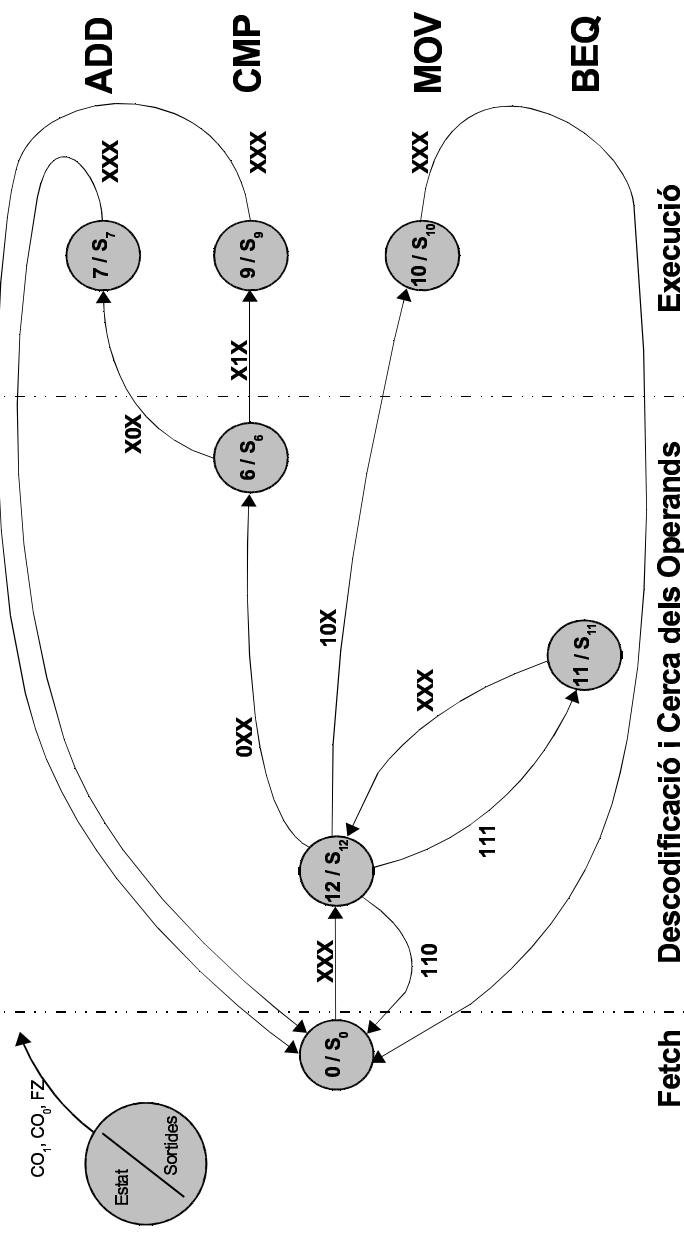 ADD
CMP
MOV
BEQ
XXX
XXX
XXX
7 / S7
9 / S9
10 / S10
Execució
X0X
X1X
6 / S6
0XX
10X
XXX
11 / S11
111
12 / S12
XXX
110
Descodificació i Cerca dels Operands
0 / S0
Fetch
CO1, CO0, FZ
Estat
Sortides